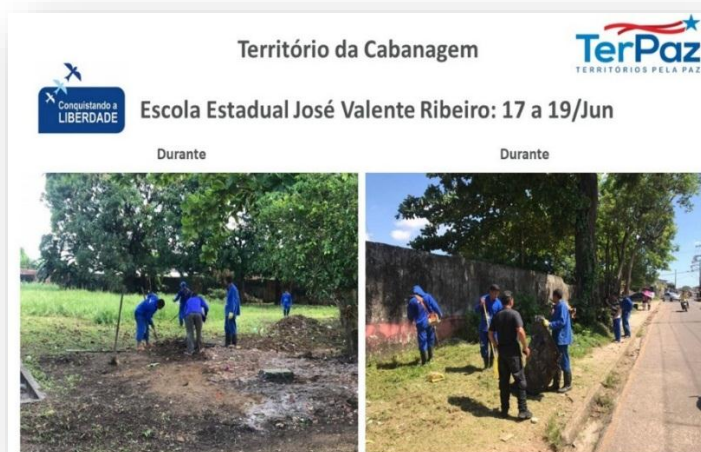 Território da Cabanagem
TerPaz
TERRITÓRIOS PELA PAZ
Conquistando a
LIBERDADE
Escola Estadual José Valente Ribeiro: 17 a 19/Jun
Durante
Durante